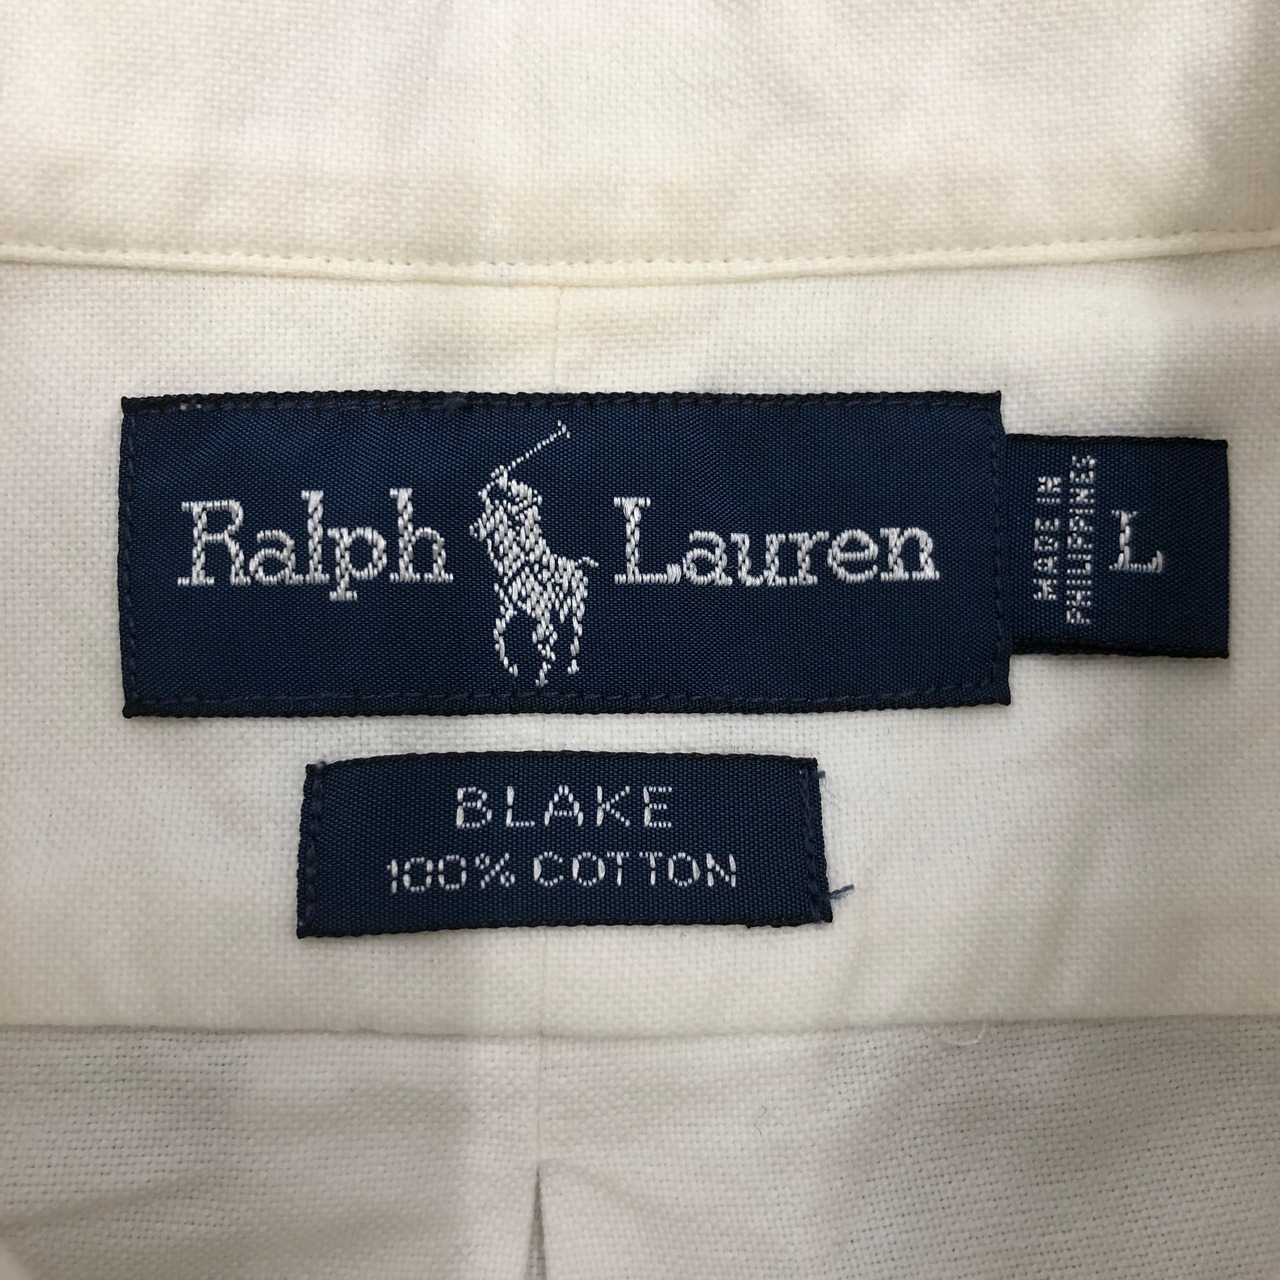 Ralph Lauren
MADE IN
PHILIPPINES
L
BLAKE
100% COTTON